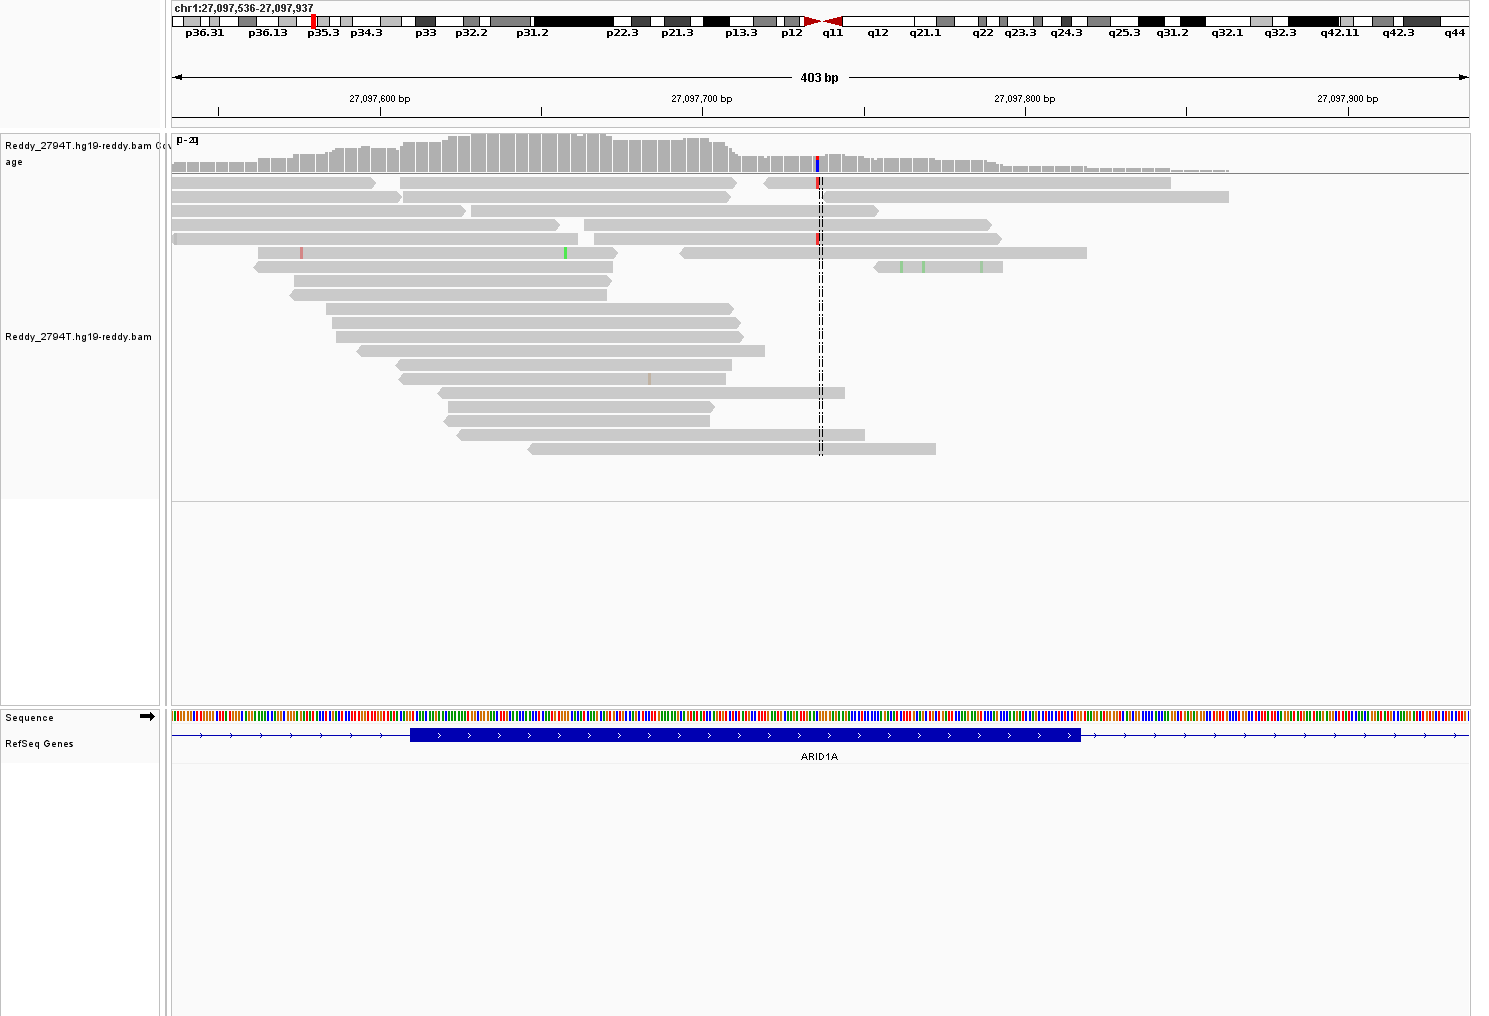 chr1:27,097,536-27,097,937
p36.31 p36.13 p35.3 p34.3 p33 p32.2 p31.2 p22.3 p21.3 p13.3 p12 q11 q12 q21.1 q22 q23.3 q24.3 q25.3 q31.2 q32.1 q32.3 q42.11 q42.3 q44
403 bp
27,097,600 bp 27,097,700 bp 27,097,800 bp 27,097,900 bp
Reddy_2794T.hg19-reddy.bam Cov
age
[0 - 20]
Reddy_2794T.hg19-reddy.bam
Sequence
RefSeq Genes
ARID1A